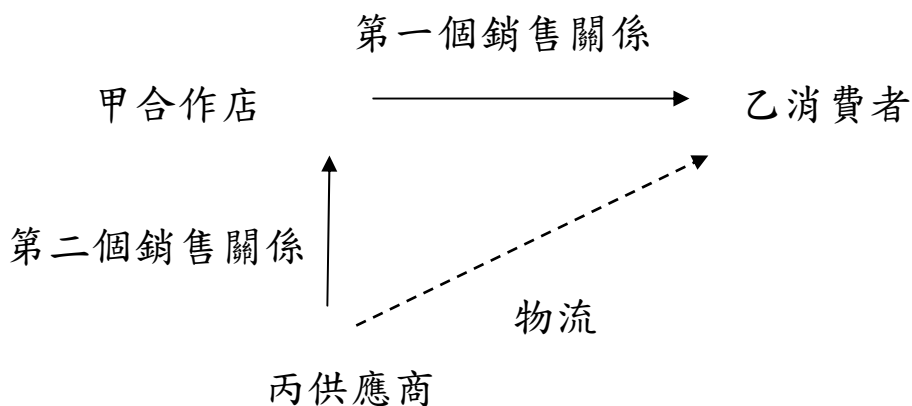 第一個銷售關係
甲合作店
乙消費者
第二個銷售關係
物流
丙供應商